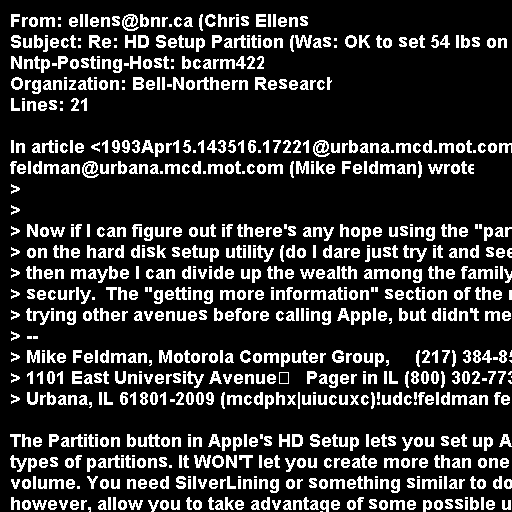 From: ellens@bnr.ca (Chris Ellens
Subject: Re: HD Setup Partition (Was: OK to set 54 lbs on
Nntp-Posting-Host: bcarm422
Organization: Bell-Northern Research
Lines: 21

In article <1993Apr15.143516.17221@urbana.mcd.mot.com
feldman@urbana.mcd.mot.com (Mike Feldman) wrote
>
>
> Now if I can figure out if there's any hope using the "par
> on the hard disk setup utility (do I dare just try it and see
> then maybe I can divide up the wealth among the family
> securly.  The "getting more information" section of the
> trying other avenues before calling Apple, but didn't me
> --
> Mike Feldman, Motorola Computer Group,     (217) 384-85
> 1101 East University Avenue   Pager in IL (800) 302-773
> Urbana, IL 61801-2009 (mcdphx|uiucuxc)!udc!feldman fe

The Partition button in Apple's HD Setup lets you set up A
types of partitions. It WON'T let you create more than one
volume. You need SilverLining or something similar to do
however, allow you to take advantage of some possible u